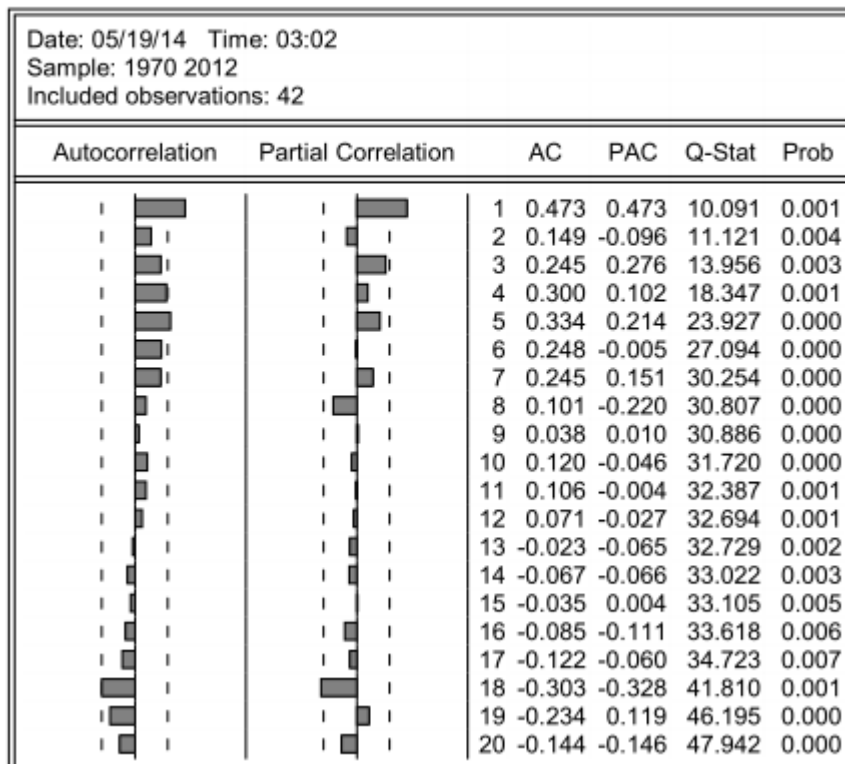 Date: 05/19/14 Time: 03:02
Sample: 1970 2012
Included observations: 42
Autocorrelation Partial Correlation AC PAC Q-Stat Prob
1 0.473 0.473 10.091 0.001
2 0.149 -0.096 11.121 0.004
3 0.245 0.276 13.956 0.003
4 0.300 0.102 18.347 0.001
5 0.334 0.214 23.927 0.000
6 0.248 -0.005 27.094 0.000
7 0.245 0.151 30.254 0.000
8 0.101 -0.220 30.807 0.000
9 0.038 0.010 30.886 0.000
10 0.120 -0.046 31.720 0.000
11 0.106 -0.004 32.387 0.001
12 0.071 -0.027 32.694 0.001
13 -0.023 -0.065 32.729 0.002
14 -0.067 -0.066 33.022 0.003
15 -0.035 0.004 33.105 0.005
16 -0.085 -0.111 33.618 0.006
17 -0.122 -0.060 34.723 0.007
18 -0.303 -0.328 41.810 0.001
19 -0.234 0.119 46.195 0.000
20 -0.144 -0.146 47.942 0.000